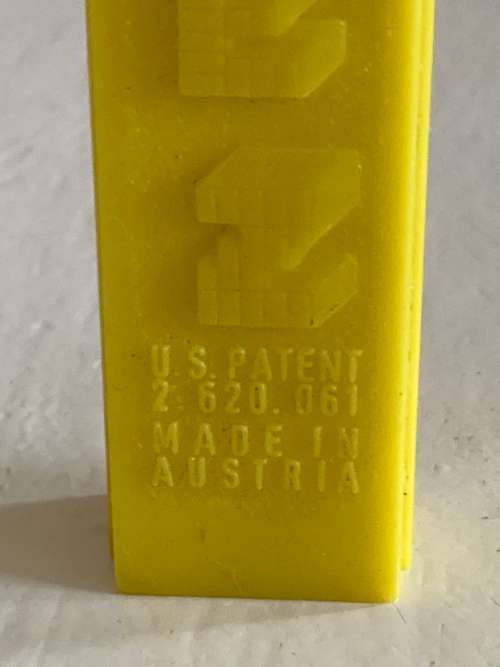 Z
U.S. PATENT
2.620.061
MADE IN
AUSTRIA